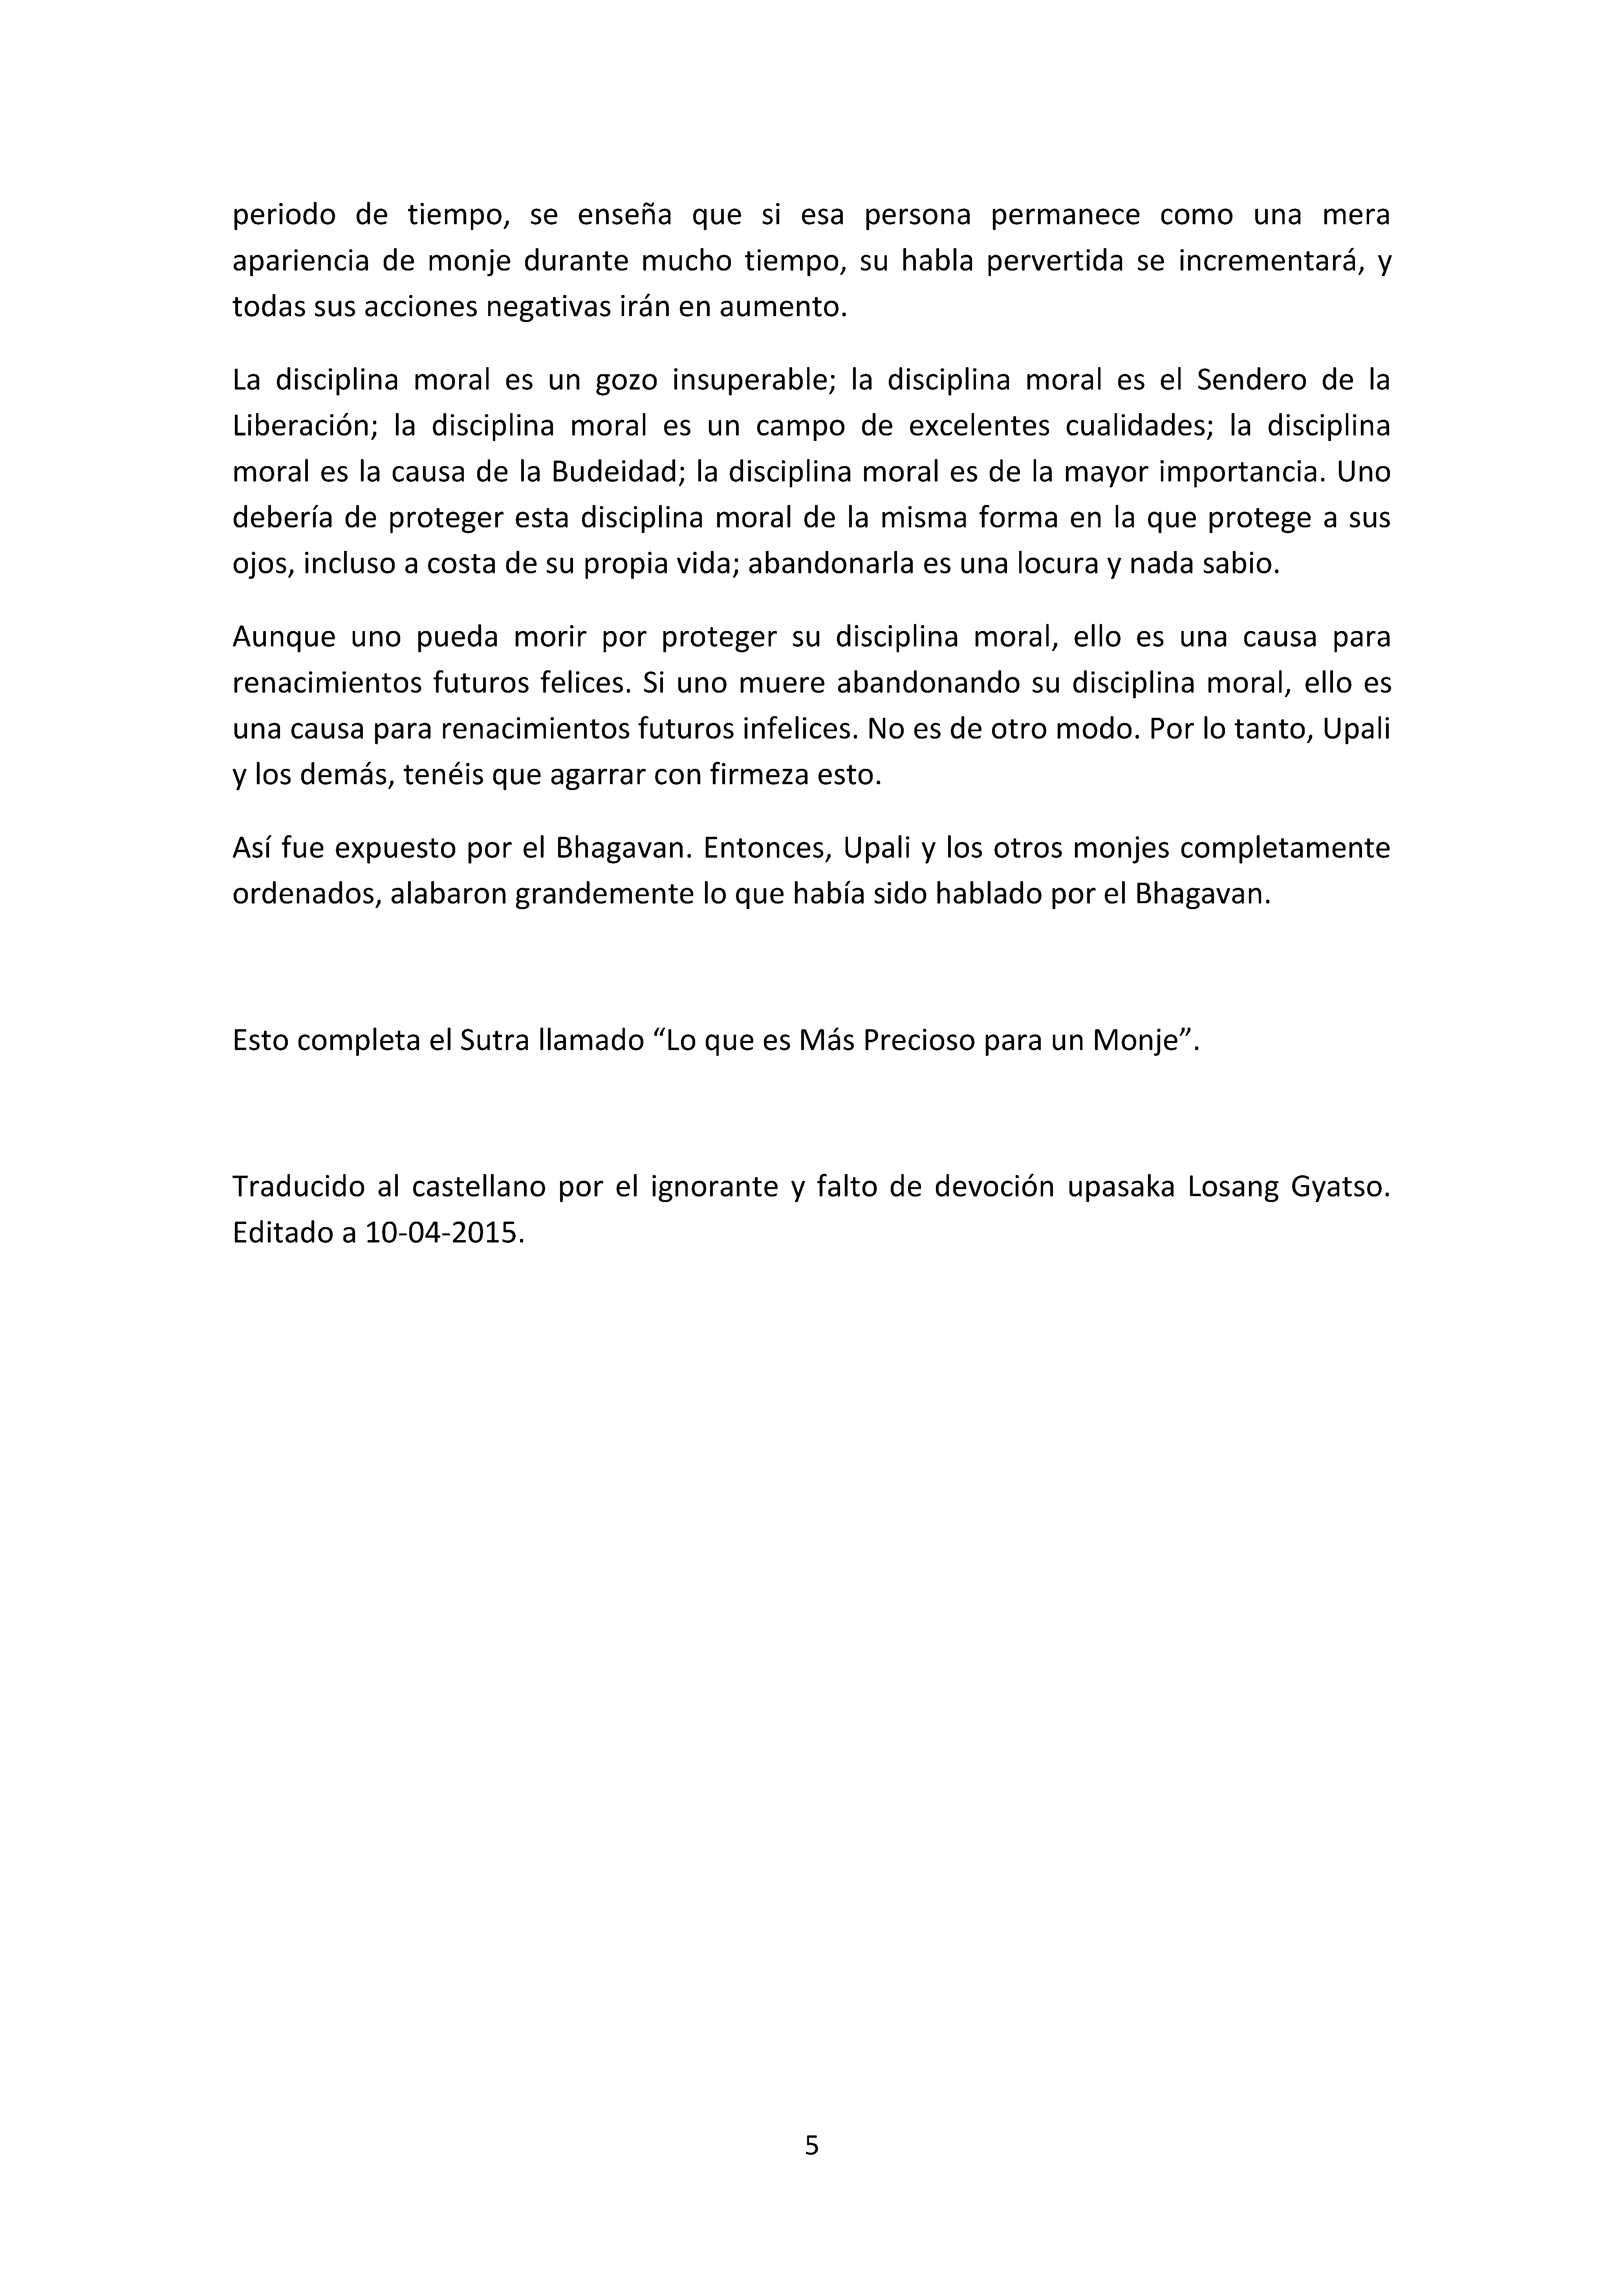 periodo de tiempo, se enseña que si esa persona permanece como una mera
apariencia de monje durante mucho tiempo, su habla pervertida se incrementará, y
todas sus acciones negativas irán en aumento.
La disciplina moral es un gozo insuperable; la disciplina moral es el Sendero de la
Liberación; la disciplina moral es un campo de excelentes cualidades; la disciplina
moral es la causa de la Budeidad; la disciplina moral es de la mayor importancia. Uno
debería de proteger esta disciplina moral de la misma forma en la que protege a sus
ojos, incluso a costa de su propia vida; abandonarla es una locura y nada sabio.
Aunque uno pueda morir por proteger su disciplina moral, ello es una causa para
renacimientos futuros felices. Si uno muere abandonando su disciplina moral, ello es
una causa para renacimientos futuros infelices. No es de otro modo. Por lo tanto, Upali
y los demás, tenéis que agarrar con firmeza esto.
Así fue expuesto por el Bhagavan. Entonces, Upali y los otros monjes completamente
ordenados, alabaron grandemente lo que había sido hablado por el Bhagavan.
Esto completa el Sutra llamado “Lo que es Más Precioso para un Monje”.
Traducido al castellano por el ignorante y falto de devoción upasaka Losang Gyatso.
Editado a 10-04-2015.
5